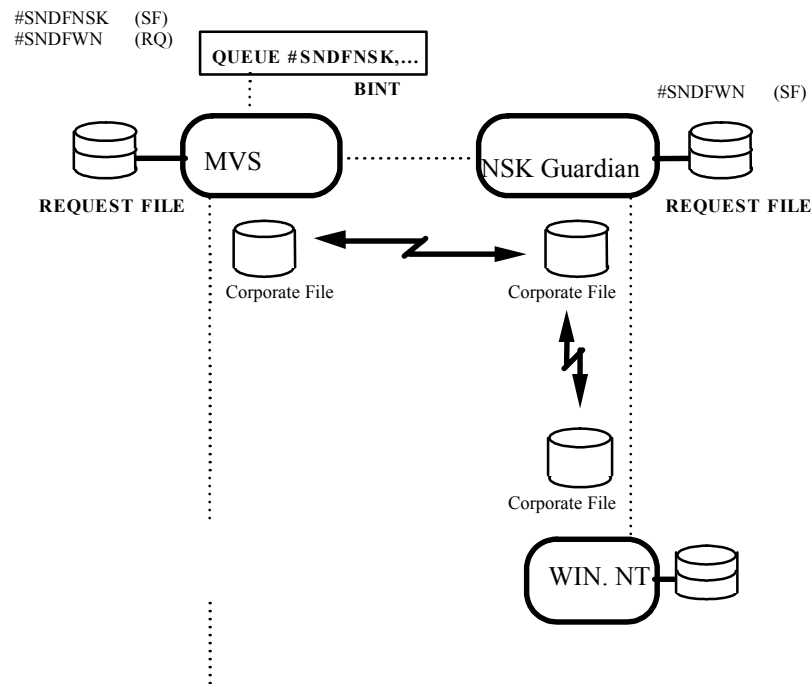 #SNDFNSK (SF)
#SNDFWN (RQ)
QUEUE #SNDFNSK,...
BINT
#SNDFWN (SF)
MVS
NSK Guardian
REQUEST FILE
REQUEST FILE
Corporate File
Corporate File
Corporate File
WIN. NT